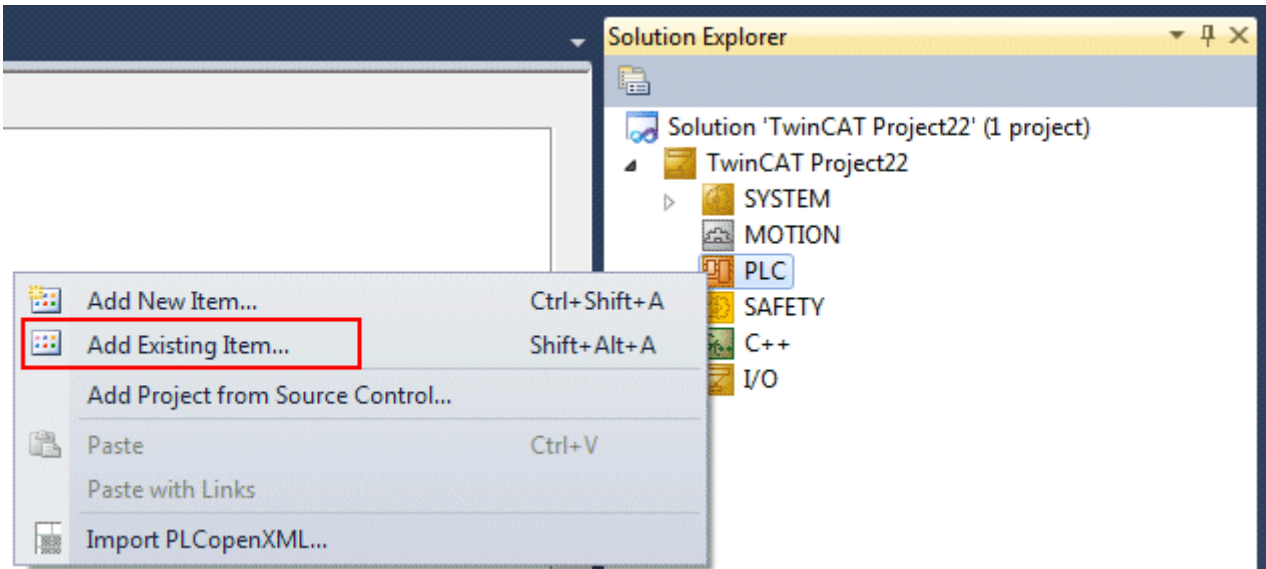 Solution Explorer
Solution 'TwinCAT Project22' (1 project)
TwinCAT Project22
SYSTEM
MOTION
PLC
SAFETY
C++
I/O
Add New Item... Ctrl+Shift+A
Add Existing Item... Shift+Alt+A
Add Project from Source Control...
Paste Ctrl+V
Paste with Links
Import PLCopenXML...